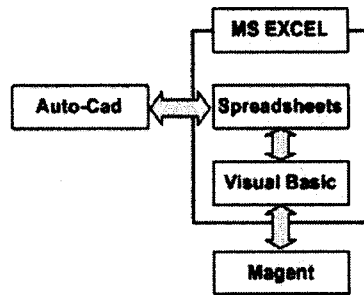 MS EXCEL
Auto-Cad
Spreadsheets
Visual Basic
Magent